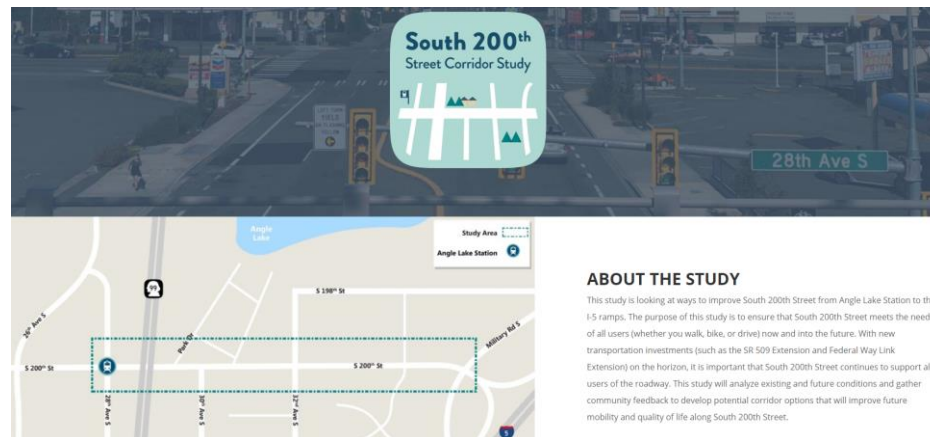 South 200th
Street Corridor Study
28th Ave S
Angle
Lake
Study Area
Angle Lake Station
99
S 198th St
26th Ave S
Park Dr
Military Rd S
S 200th St
S 200th St
28th Ave S
30th Ave S
32nd Ave S
5
ABOUT THE STUDY
This study is looking at ways to improve South 200th Street from Angle Lake Station to th
I-5 ramps. The purpose of this study is to ensure that South 200th Street meets the need
of all users (whether you walk, bike, or drive) now and into the future. With new
transportation investments (such as the SR 509 Extension and Federal Way Link
Extension) on the horizon, it is important that South 200th Street continues to support al
users of the roadway. This study will analyze existing and future conditions and gather
community feedback to develop potential corridor options that will improve future
mobility and quality of life along South 200th Street.